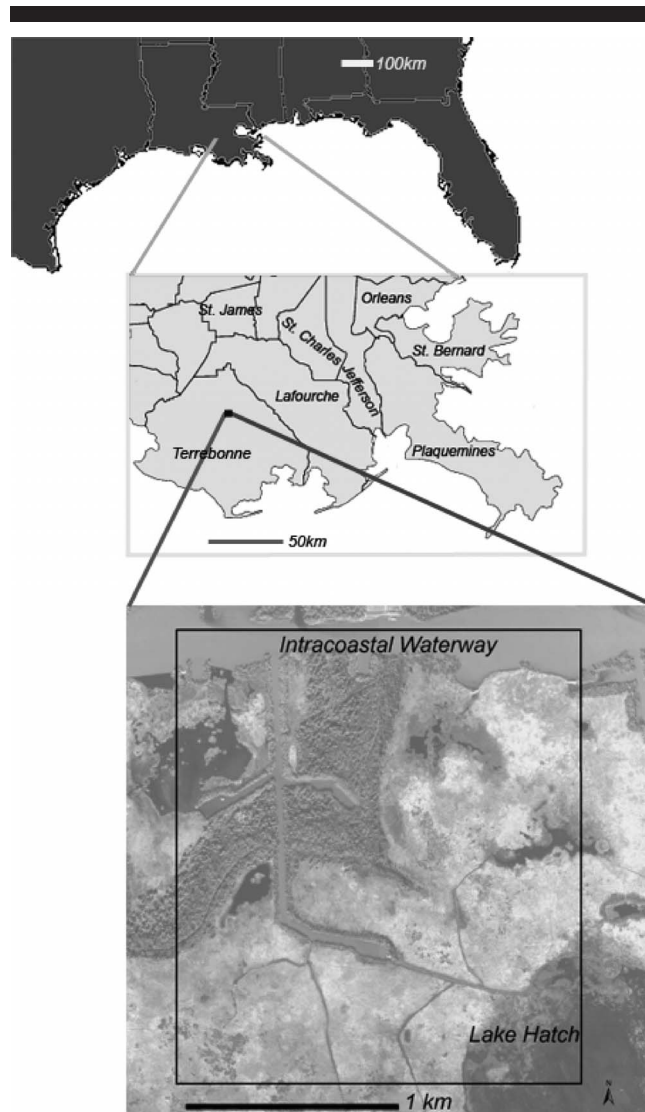 100km
Orleans
St. James
St. Charles
St. Bernard
Jefferson
Lafourche
Terrebonne
Plaquemines
50km
Intracoastal Waterway
Lake Hatch
N
1 km